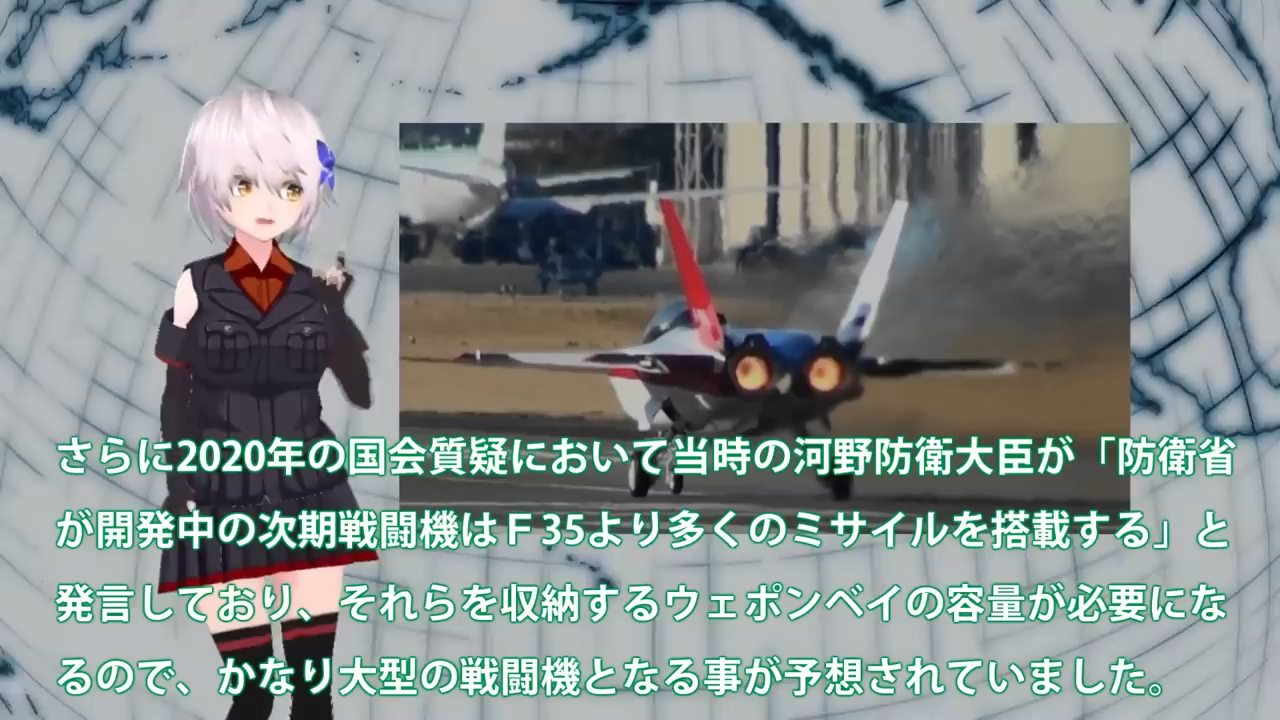 さらに2020年の国会質疑において当時の河野防衛大臣が「防衛省
が開発中の次期戦闘機はＦ35より多くのミサイルを搭載する」と
発言しており、それらを収納するウェポンベイの容量が必要にな
るので、かなり大型の戦闘機となる事が予想されていました。